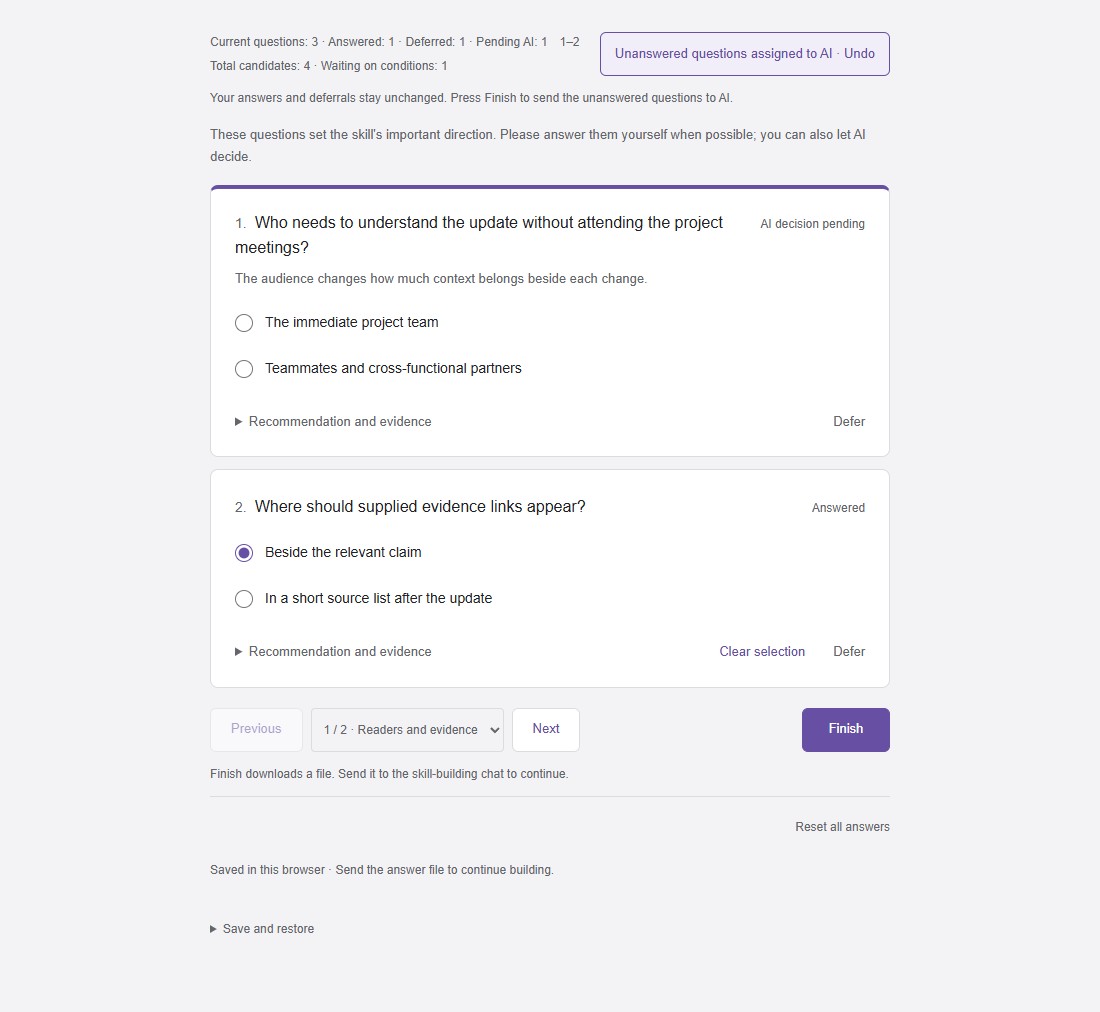 Current questions: 3 · Answered: 1 · Deferred: 1 · Pending AI: 1 1–2
Total candidates: 4 · Waiting on conditions: 1
Unanswered questions assigned to AI · Undo
Your answers and deferrals stay unchanged. Press Finish to send the unanswered questions to AI.
These questions set the skill's important direction. Please answer them yourself when possible; you can also let AI
decide.
1. Who needs to understand the update without attending the project
meetings?
AI decision pending
The audience changes how much context belongs beside each change.
The immediate project team
Teammates and cross-functional partners
Recommendation and evidence
Defer
2. Where should supplied evidence links appear?
Answered
Beside the relevant claim
In a short source list after the update
Recommendation and evidence
Clear selection
Defer
Previous
1 / 2 · Readers and evidence
Next
Finish
Finish downloads a file. Send it to the skill-building chat to continue.
Reset all answers
Saved in this browser · Send the answer file to continue building.
Save and restore